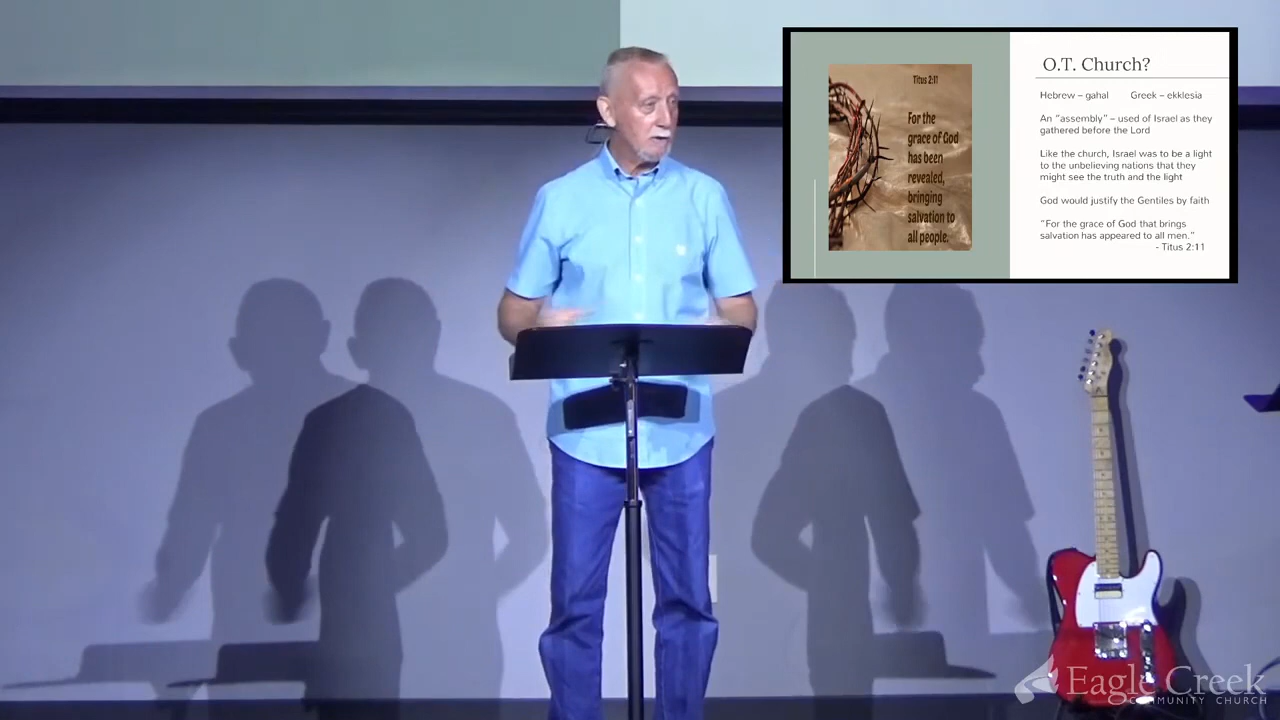 Titus 2:11
For the
grace of God
has been
revealed,
bringing
salvation to
all people.
O.T. Church?
Hebrew – gahal Greek – ekklesia
An "assembly" – used of Israel as they
gathered before the Lord
Like the church, Israel was to be a light
to the unbelieving nations that they
might see the truth and the light
God would justify the Gentiles by faith
"For the grace of God that brings
salvation has appeared to all men."
- Titus 2:11
Eagle Creek
COMMUNITY CHURCH